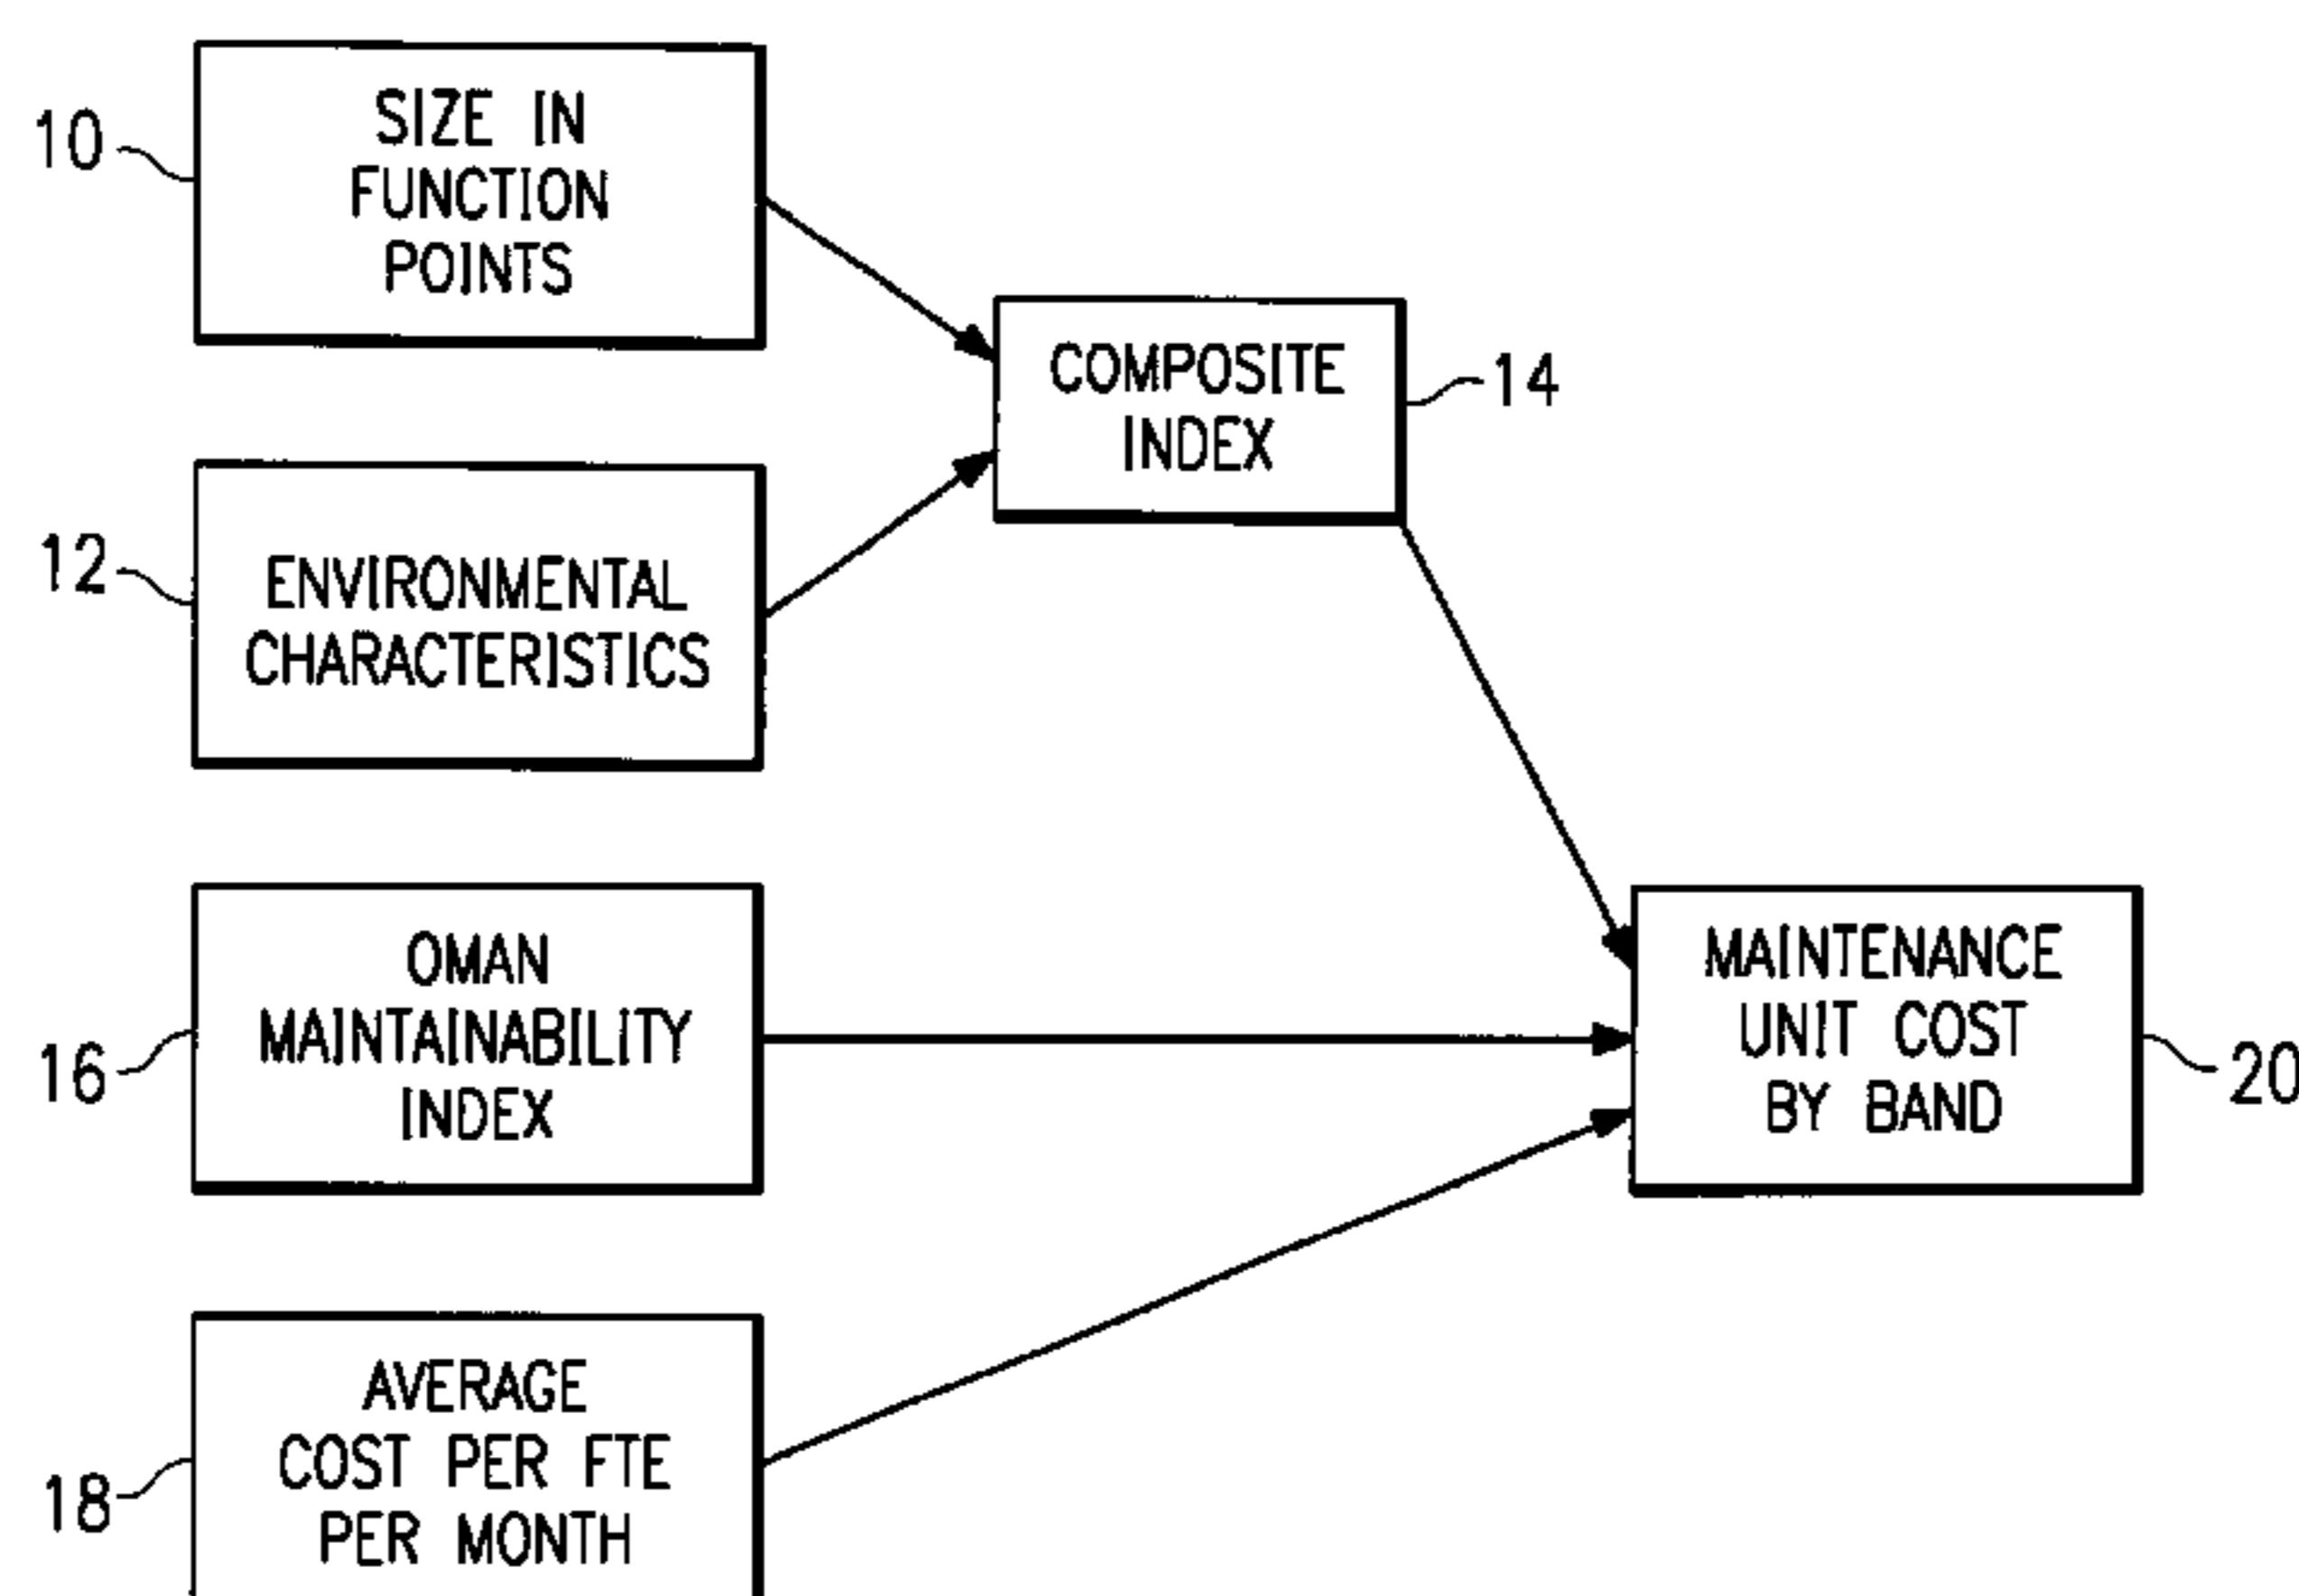 10
SIZE IN
FUNCTION
POINTS
COMPOSITE
INDEX
14
12
ENVIRONMENTAL
CHARACTERISTICS
16
OMAN
MAINTAINABILITY
INDEX
MAINTENANCE
UNIT COST
BY BAND
20
18
AVERAGE
COST PER FTE
PER MONTH